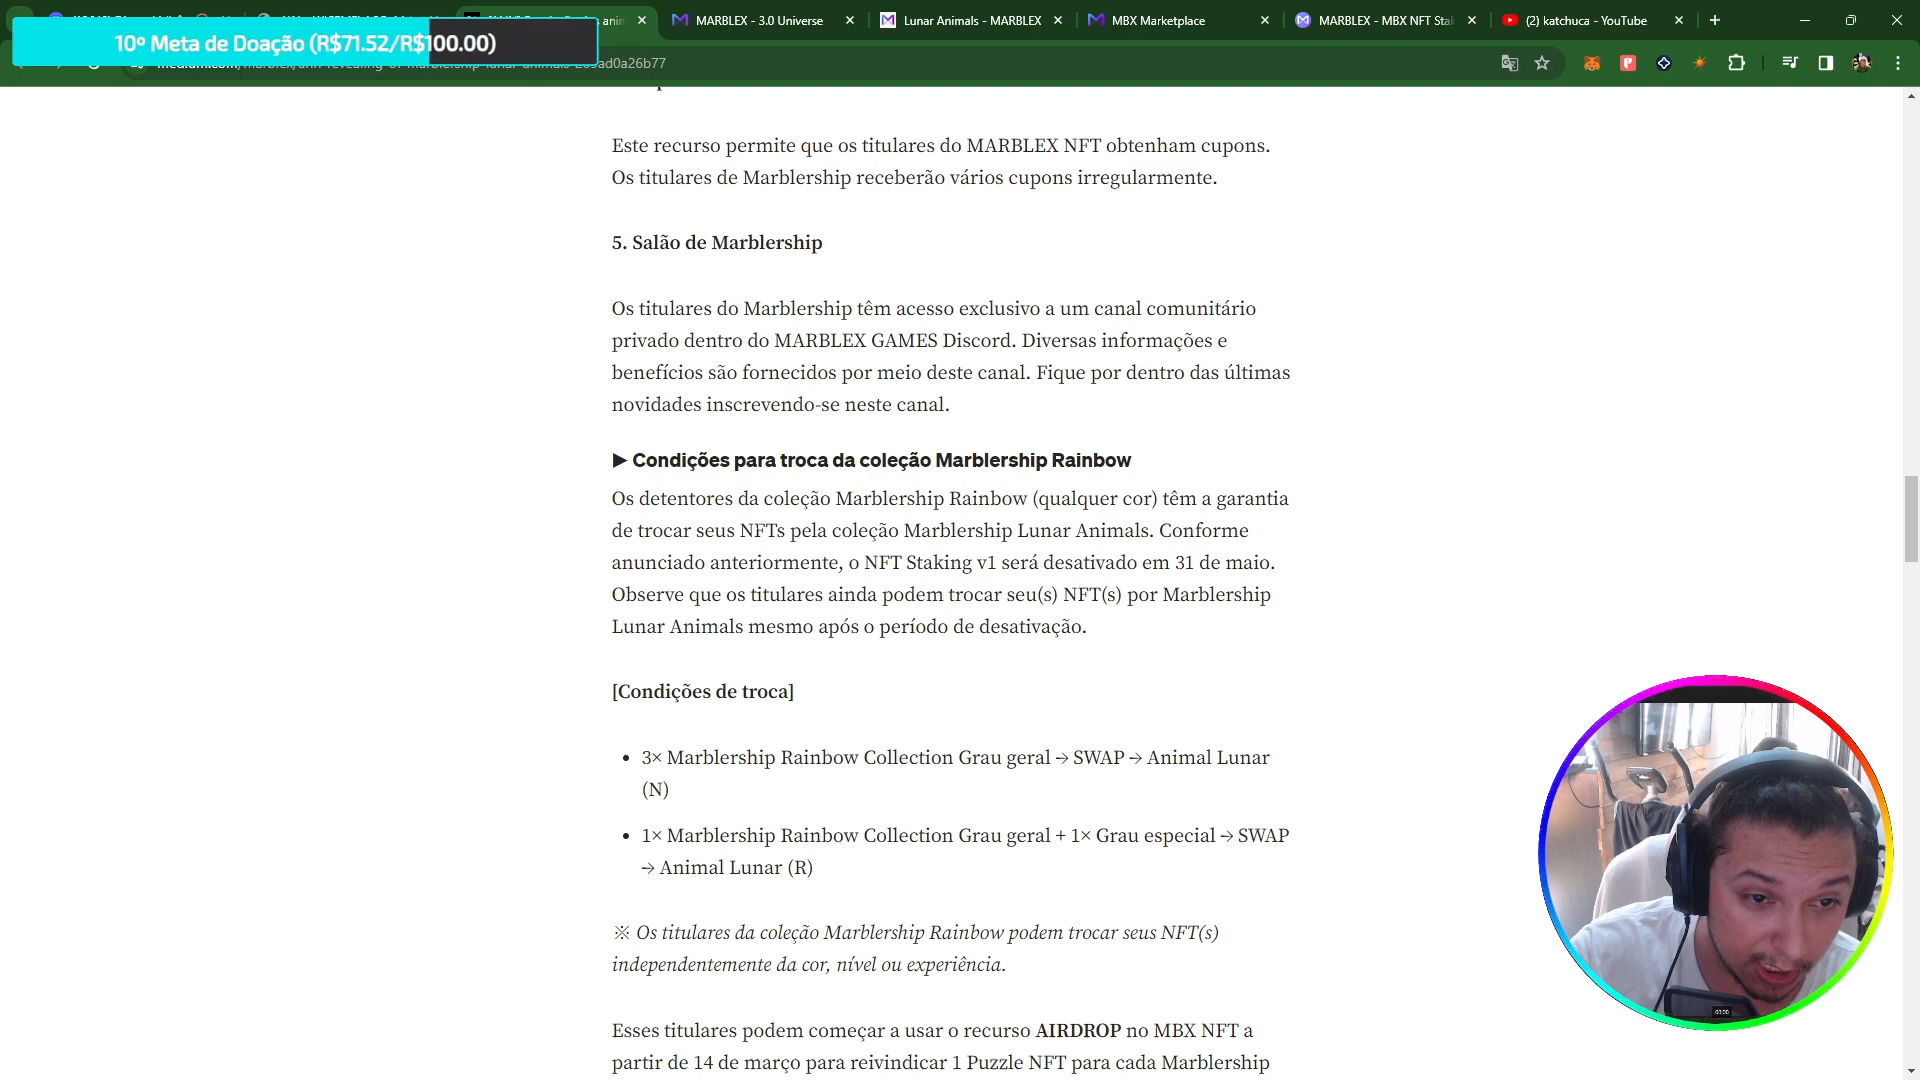 MARBLEX - 3.0 Universe
Lunar Animals - MARBLEX
MBX Marketplace
MARBLEX - MBX NFT Sta
(2) katchuca - YouTube
10º Meta de Doação (R$71.52/R$100.00)
Este recurso permite que os titulares do MARBLEX NFT obtenham cupons.
Os titulares de Marblership receberão vários cupons irregularmente.
5. Salão de Marblership
Os titulares do Marblership têm acesso exclusivo a um canal comunitário
privado dentro do MARBLEX GAMES Discord. Diversas informações e
benefícios são fornecidos por meio deste canal. Fique por dentro das últimas
novidades inscrevendo-se neste canal.
▶ Condições para troca da coleção Marblership Rainbow
Os detentores da coleção Marblership Rainbow (qualquer cor) têm a garantia
de trocar seus NFTs pela coleção Marblership Lunar Animals. Conforme
anunciado anteriormente, o NFT Staking v1 será desativado em 31 de maio.
Observe que os titulares ainda podem trocar seu(s) NFT(s) por Marblership
Lunar Animals mesmo após o período de desativação.
[Condições de troca]
• 3× Marblership Rainbow Collection Grau geral → SWAP → Animal Lunar
(N)
• 1× Marblership Rainbow Collection Grau geral + 1× Grau especial → SWAP
→ Animal Lunar (R)
※ Os titulares da coleção Marblership Rainbow podem trocar seus NFT(s)
independentemente da cor, nível ou experiência.
Esses titulares podem começar a usar o recurso AIRDROP no MBX NFT a
partir de 14 de março para reivindicar 1 Puzzle NFT para cada Marblership
00:00